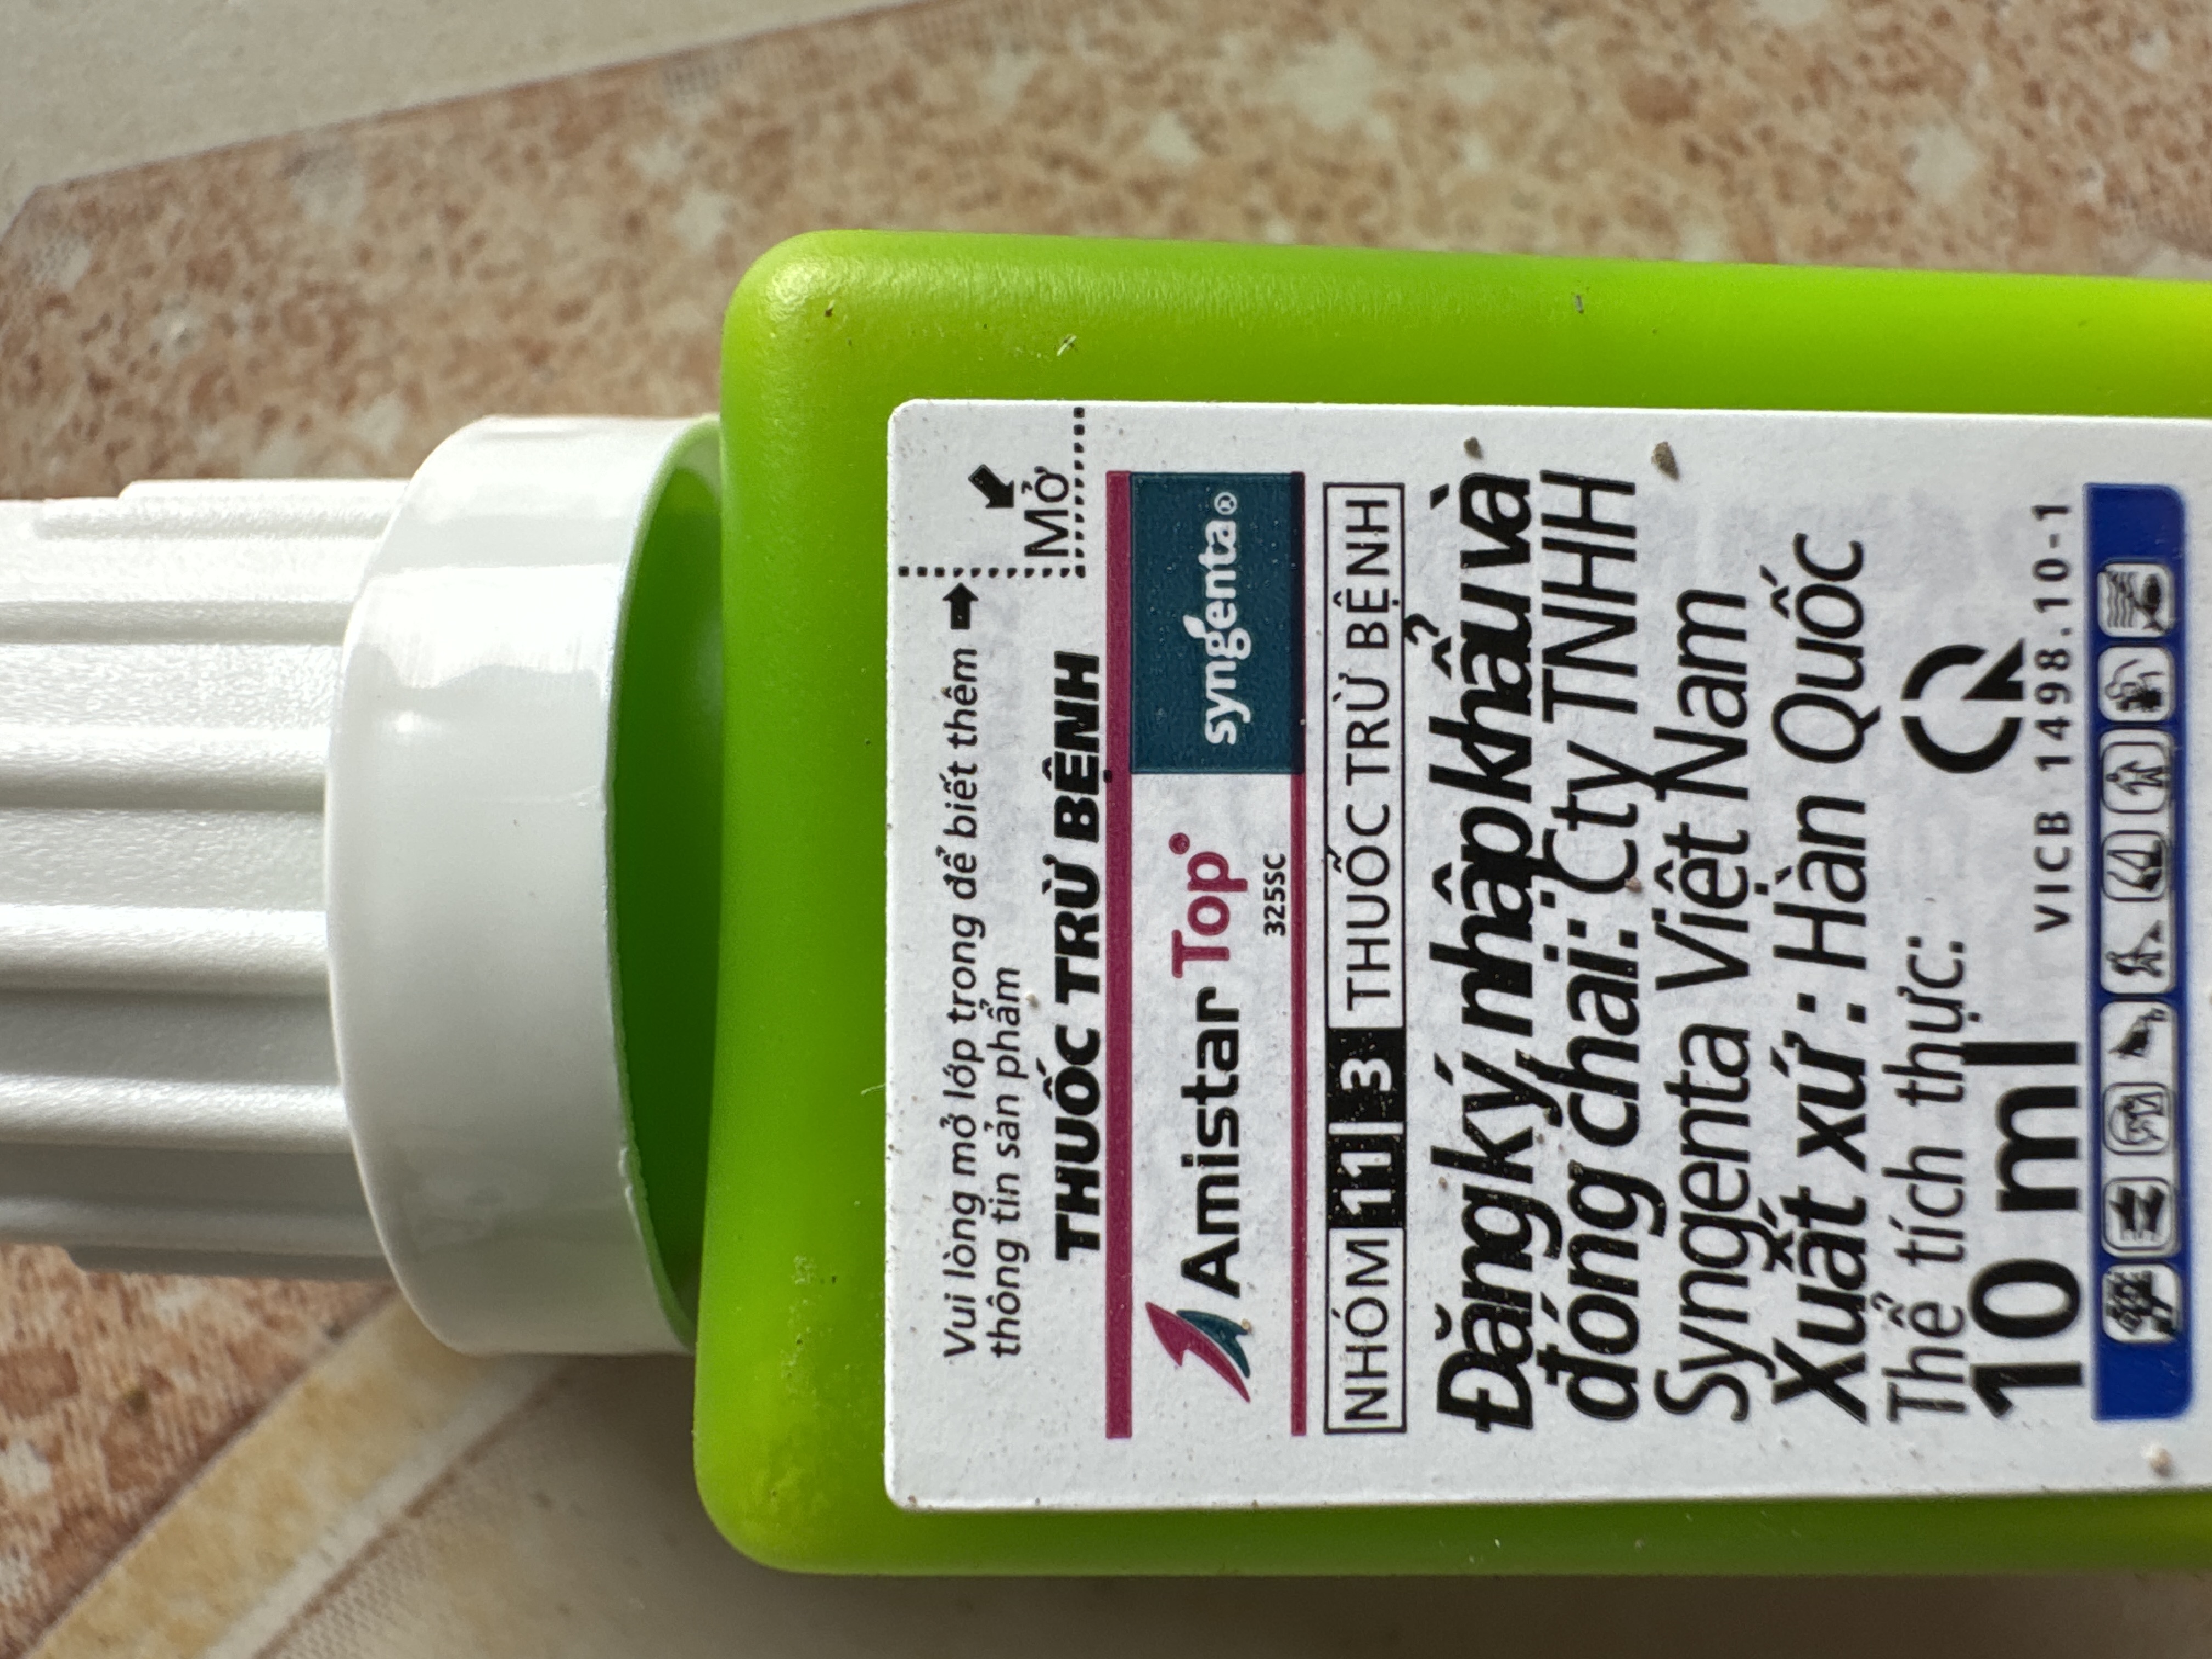 Vui lòng mở lớp trong để biết thêm
thông tin sản phẩm
Mở
THUỐC TRỪ BỆNH
Amistar Top
325SC
syngenta®
NHÓM 11 3 THUỐC TRỪ BỆNH
Đăng ký nhập khẩu và
đóng chai: Cty TNHH
Syngenta Việt Nam
Xuất xứ : Hàn Quốc
Thể tích thực:
10 ml
CR
VICB 1498.10-1